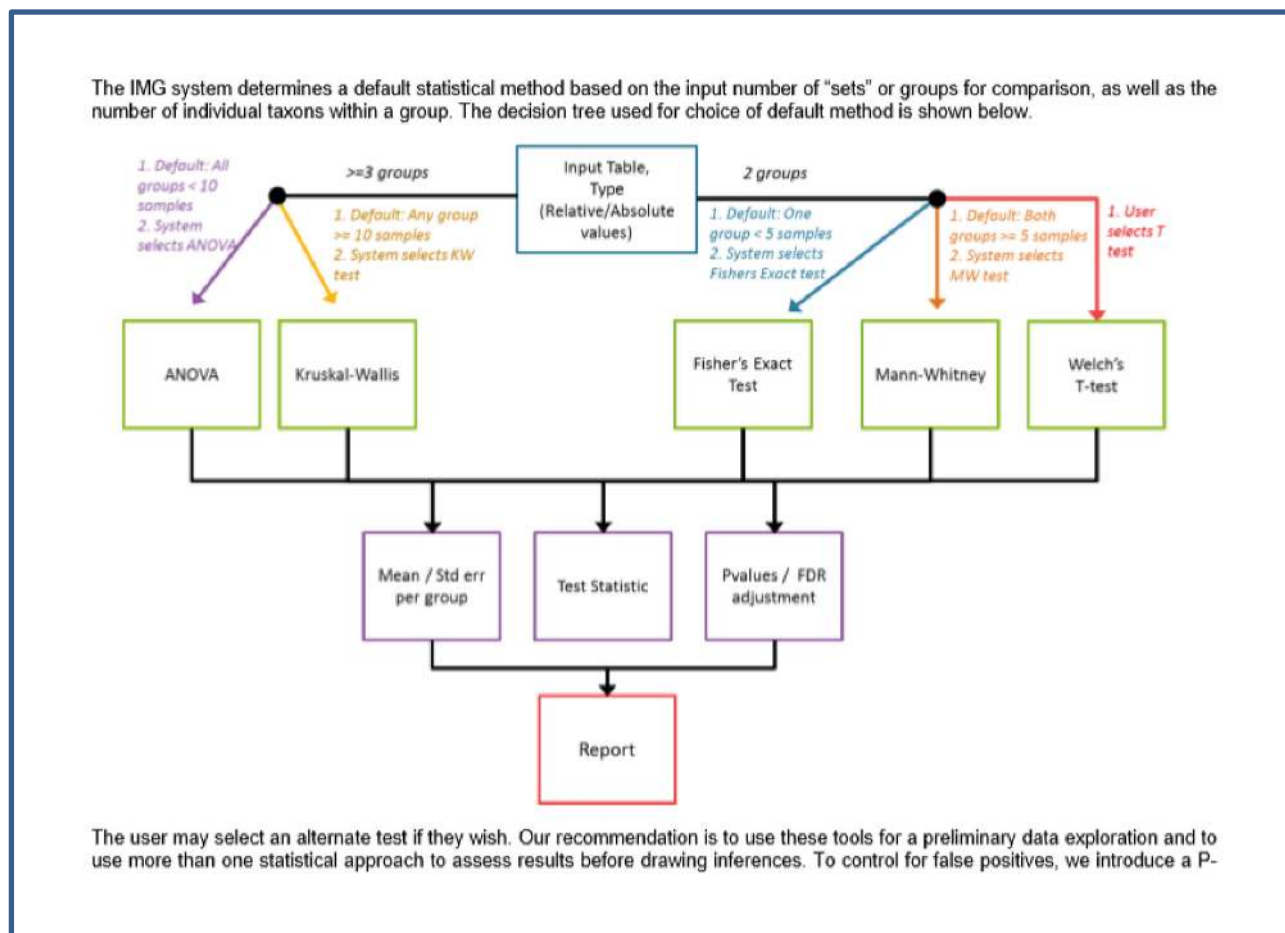 The IMG system determines a default statistical method based on the input number of “sets” or groups for comparison, as well as the
number of individual taxons within a group. The decision tree used for choice of default method is shown below.
1. Default: All
groups < 10
samples
2. System
selects ANOVA
>=3 groups
1. Default: Any group
>= 10 samples
2. System selects KW
test
Input Table,
Type
(Relative/Absolute
values)
2 groups
1. Default: One
group < 5 samples
2. System selects
Fishers Exact test
1. Default: Both
groups >= 5 samples
2. System selects
MW test
1. User
selects T
test
ANOVA
Kruskal-Wallis
Fisher’s Exact
Test
Mann-Whitney
Welch’s
T-test
Mean / Std err
per group
Test Statistic
Pvalues / FDR
adjustment
Report
The user may select an alternate test if they wish. Our recommendation is to use these tools for a preliminary data exploration and to
use more than one statistical approach to assess results before drawing inferences. To control for false positives, we introduce a P-